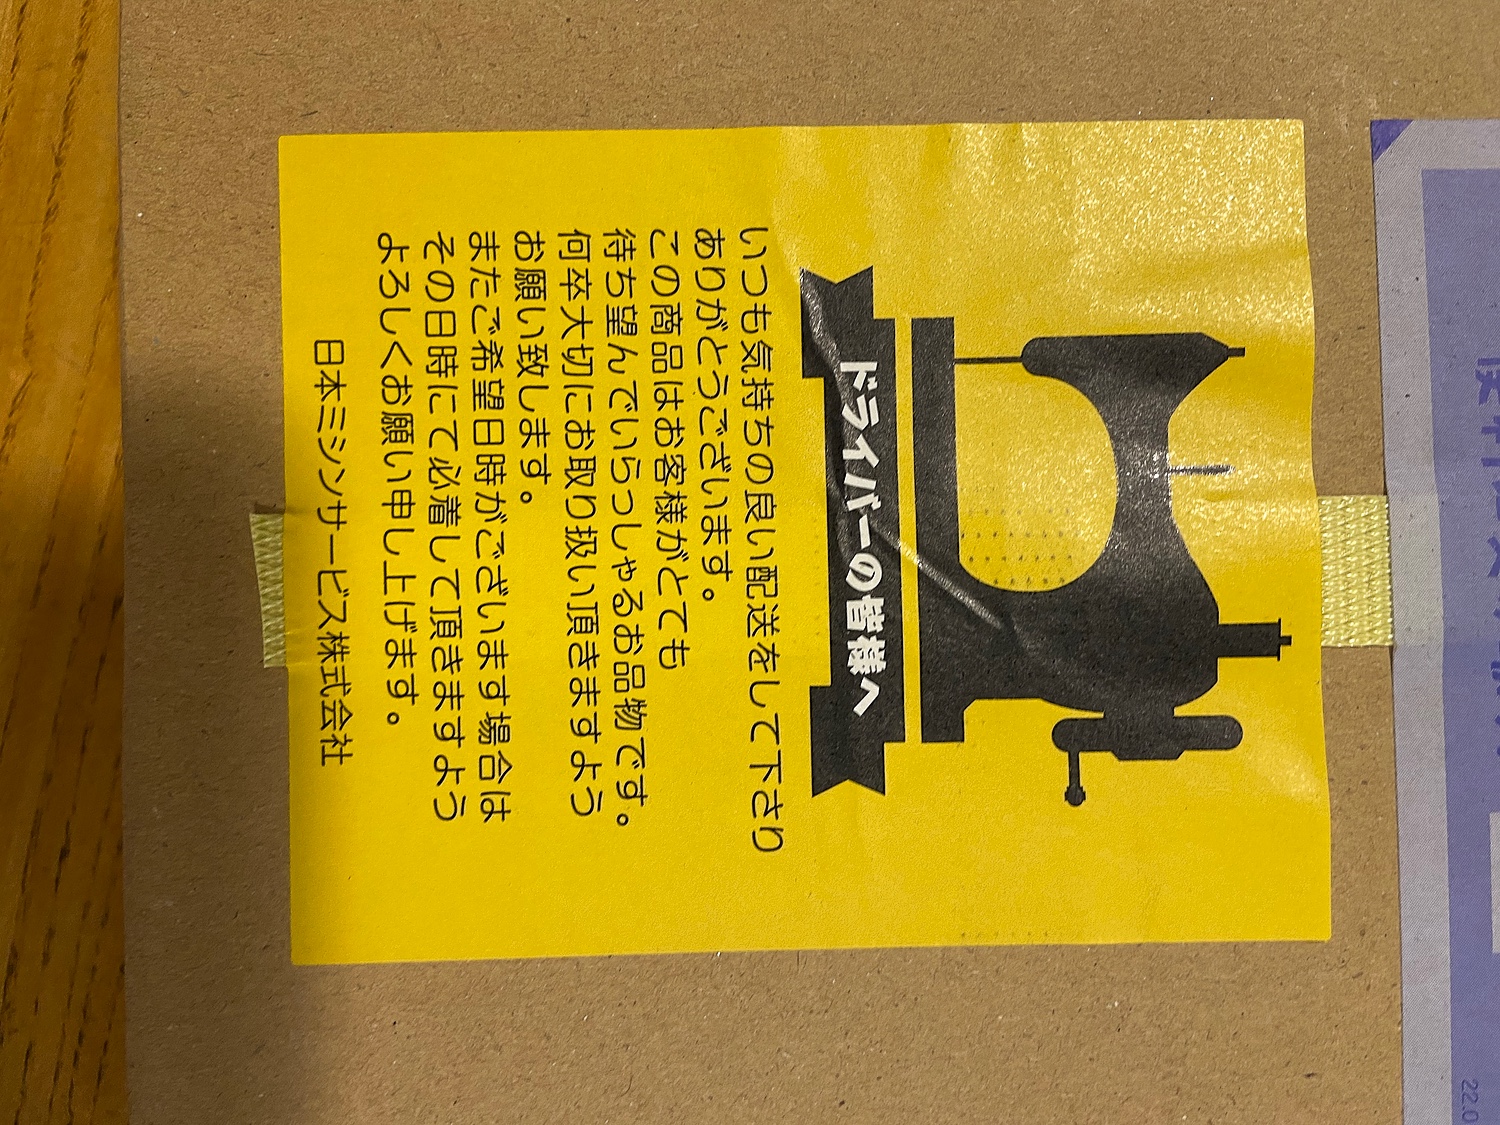 ドライバーの皆様へ
いつも気持ちの良い配送をして下さり
ありがとうございます。
この商品はお客様がとても
待ち望んでいらっしゃるお品物です。
何卒大切にお取り扱い頂きますよう
お願い致します。
またご希望日時がございます場合は
その日時にて必着して頂きますよう
よろしくお願い申し上げます。
日本ミシンサービス株式会社
22.0